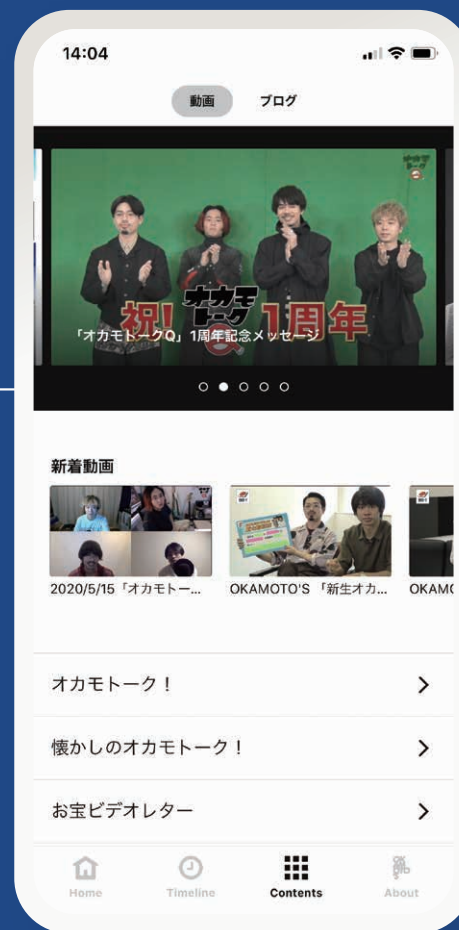 14:04
動画 ブログ
祝! オカモトークQ 1周年
「オカモトークQ」1周年記念メッセージ
新着動画
2020/5/15「オカモトー...
OKAMOTO'S 「新生オカ...
OKAMO
オカモトーク!
懐かしのオカモトーク!
お宝ビデオレター
Home
Timeline
Contents
About